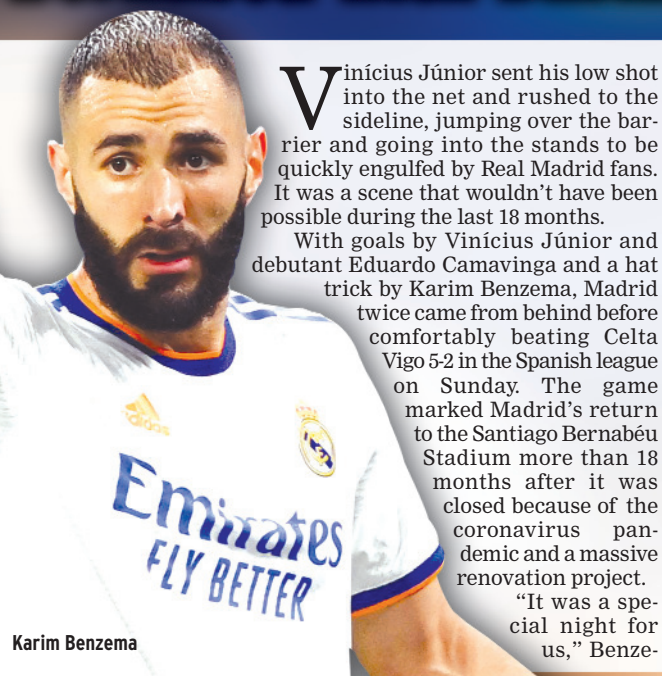 Vinícius Júnior sent his low shot
into the net and rushed to the
sideline, jumping over the bar-
rier and going into the stands to be
quickly engulfed by Real Madrid fans.
It was a scene that wouldn’t have been
possible during the last 18 months.
With goals by Vinícius Júnior and
debutant Eduardo Camavinga and a hat
trick by Karim Benzema, Madrid
twice came from behind before
comfortably beating Celta
Vigo 5-2 in the Spanish league
on Sunday. The game
marked Madrid’s return
to the Santiago Bernabéu
Stadium more than 18
months after it was
closed because of the
coronavirus pan-
demic and a massive
renovation project.
“It was a spe-
cial night for
us,” Benze-
adidas
Emirates
FLY BETTER
Karim Benzema